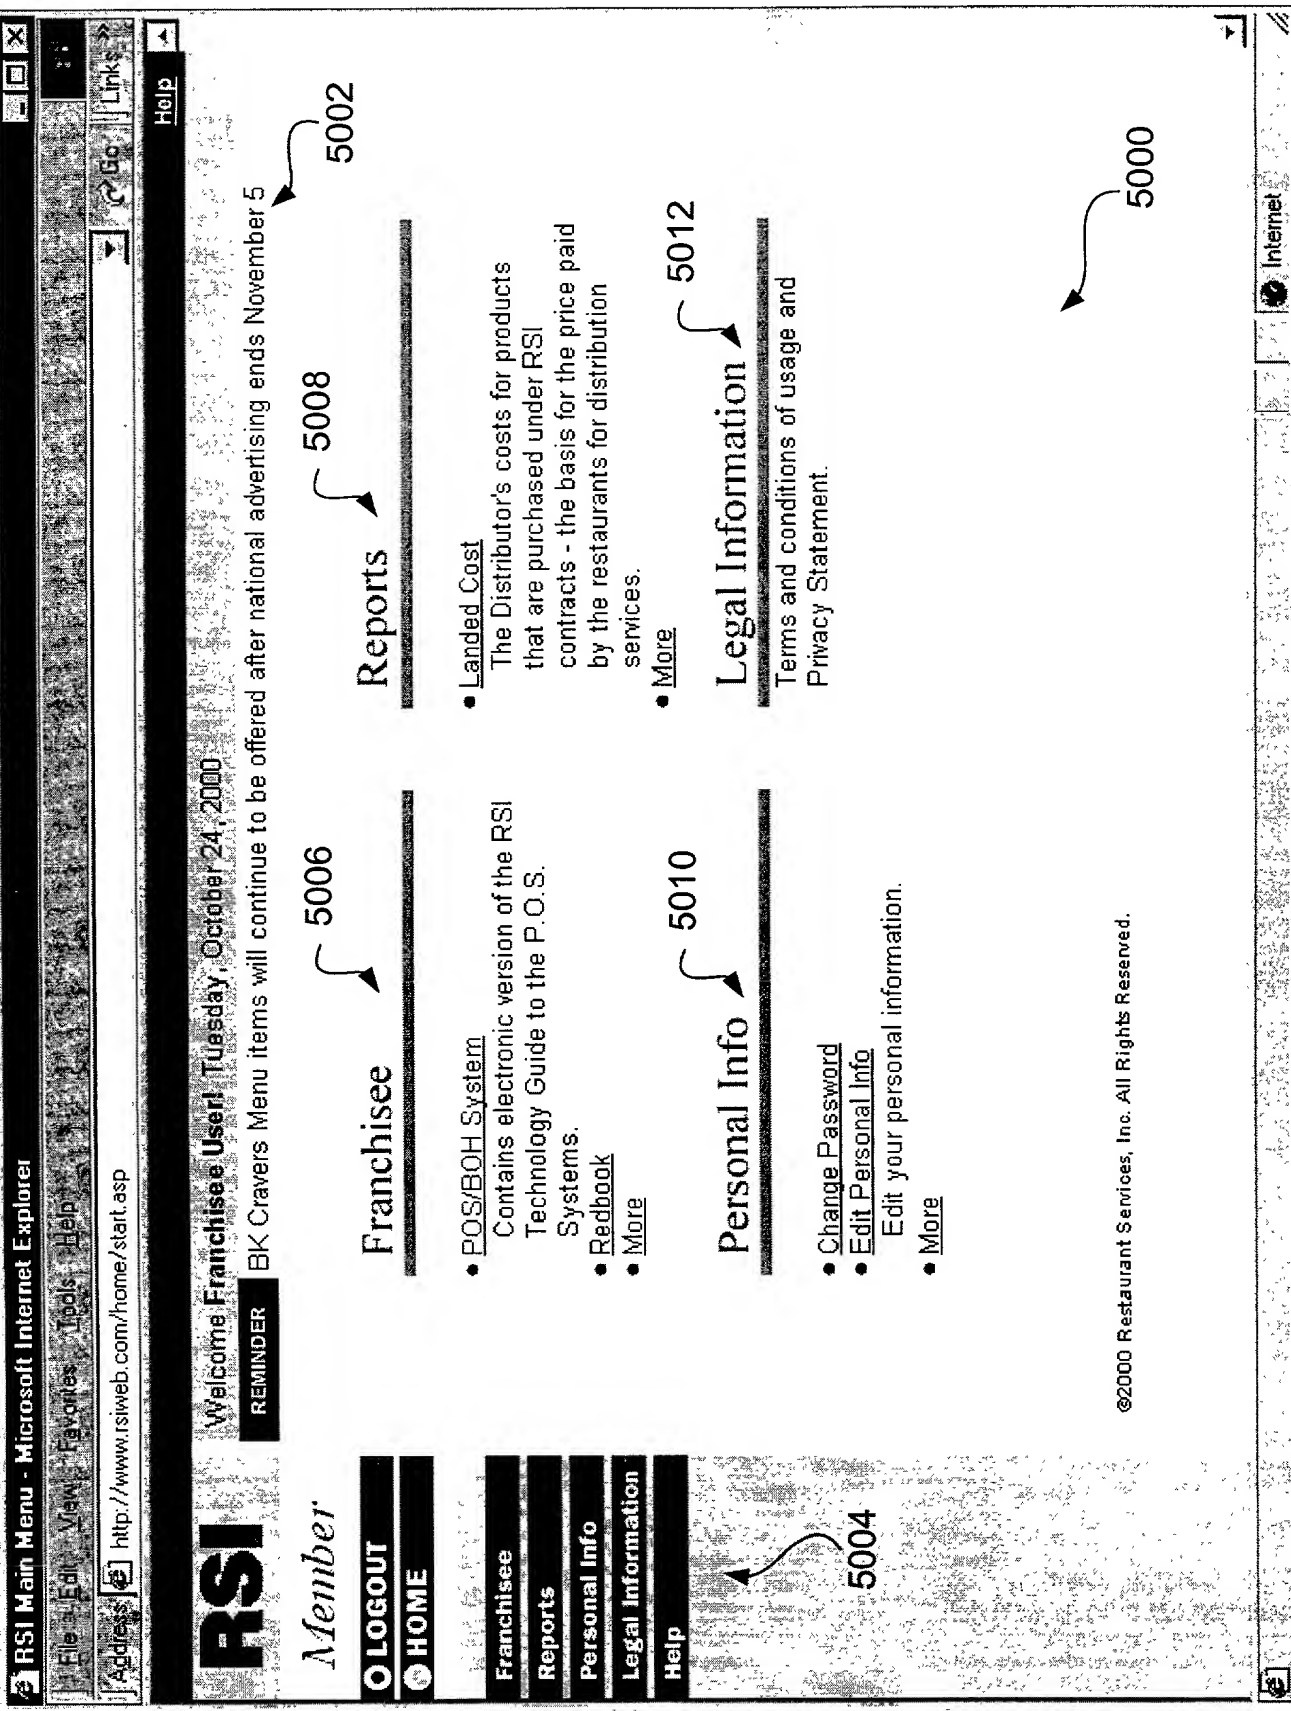 RSI Main Menu - Microsoft Internet Explorer
File Edit View Favorites Tools Help
Address http://www.rsiweb.com/home/start.asp Go Links »
Help
RSI
Welcome Franchisee User! Tuesday, October 24, 2000
REMINDER BK Cravers Menu items will continue to be offered after national advertising ends November 5
5002
Member
LOGOUT
HOME
Franchisee
Reports
Personal Info
Legal Information
Help
5004
5006
Franchisee
• POS/BOH System
Contains electronic version of the RSI
Technology Guide to the P.O.S.
Systems.
• Redbook
• More
5008
Reports
• Landed Cost
The Distributor's costs for products
that are purchased under RSI
contracts - the basis for the price paid
by the restaurants for distribution
services.
• More
5010
Personal Info
• Change Password
• Edit Personal Info
Edit your personal information.
• More
5012
Legal Information
Terms and conditions of usage and
Privacy Statement.
5000
©2000 Restaurant Services, Inc. All Rights Reserved.
Internet